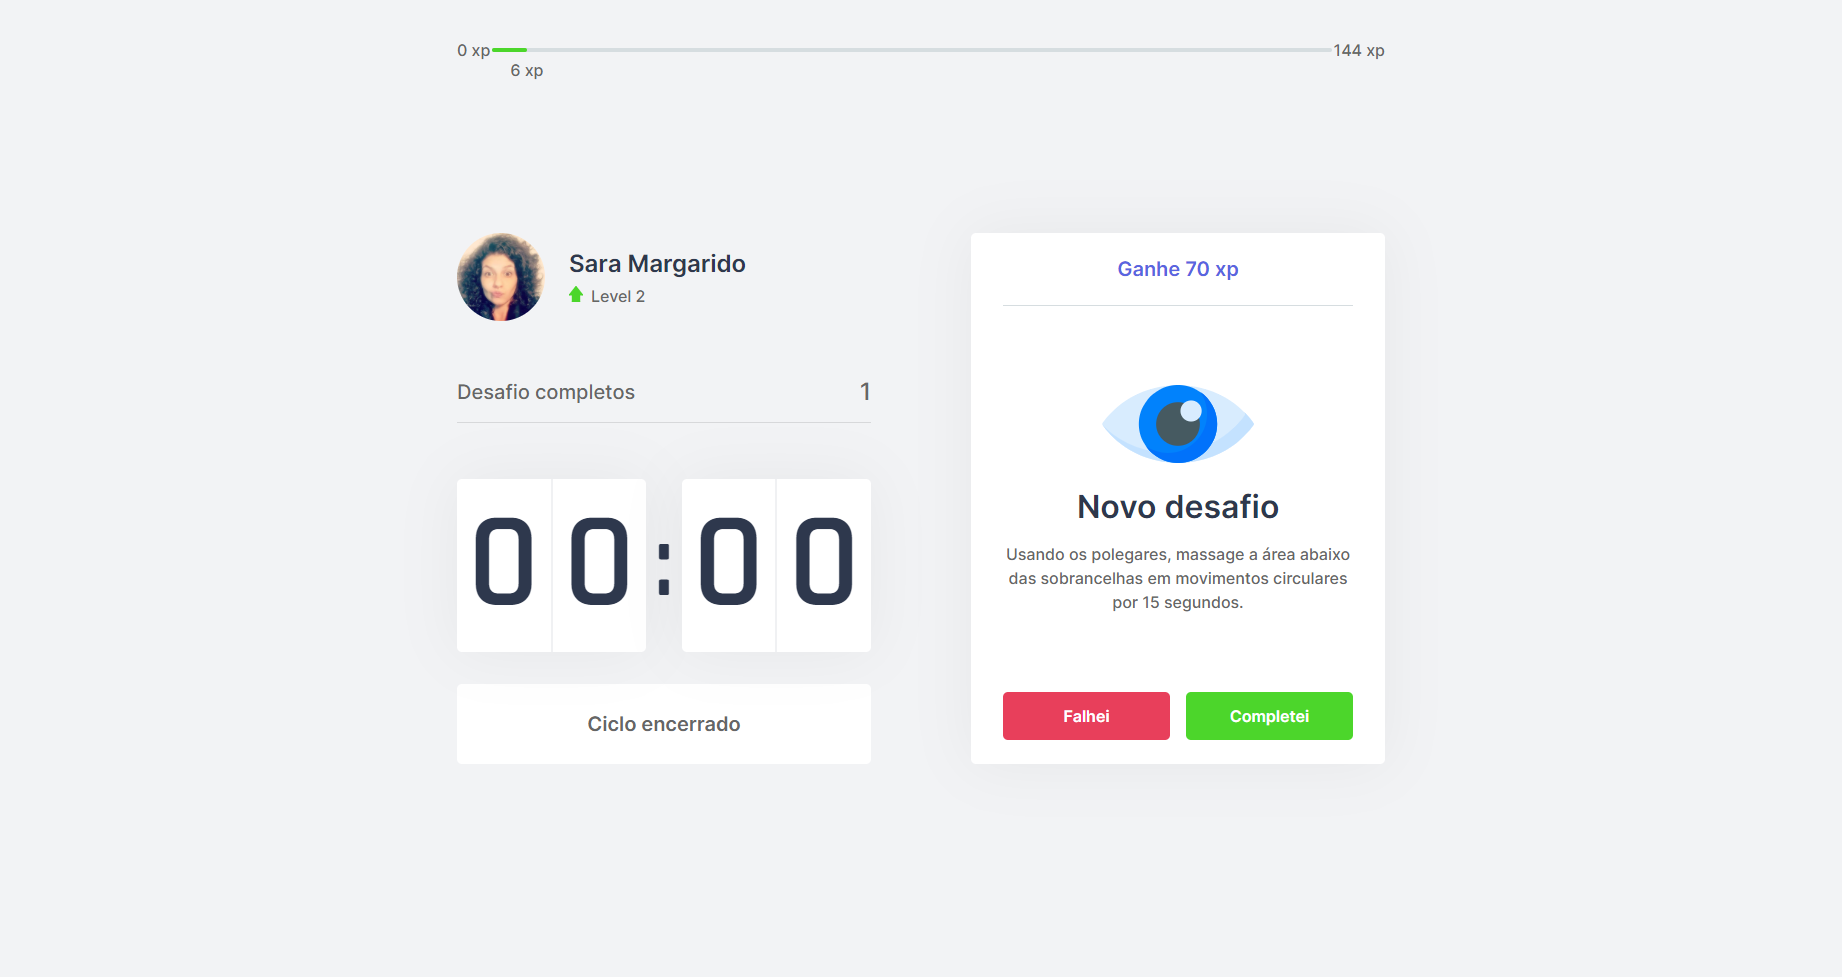 0 xp
144 xp
6 xp
Sara Margarido
Level 2
Desafio completos
1
00:00
Ciclo encerrado
Ganhe 70 xp
Novo desafio
Usando os polegares, massage a área abaixo
das sobrancelhas em movimentos circulares
por 15 segundos.
Falhei
Completei